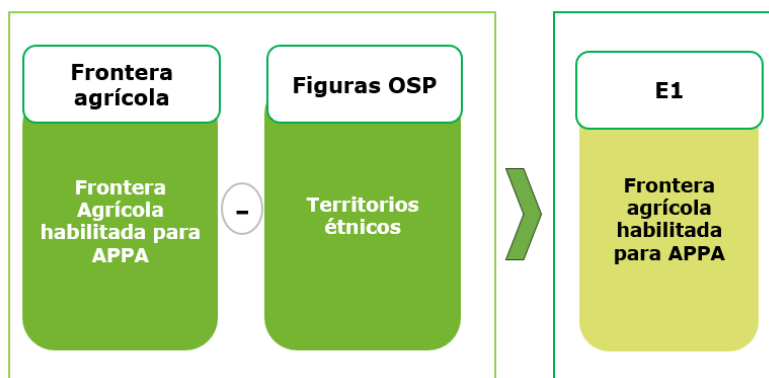 Frontera
agrícola
Frontera
Agrícola
habilitada para
APPA
-
Figuras OSP
Territorios
étnicos
E1
Frontera
agrícola
habilitada
para APPA